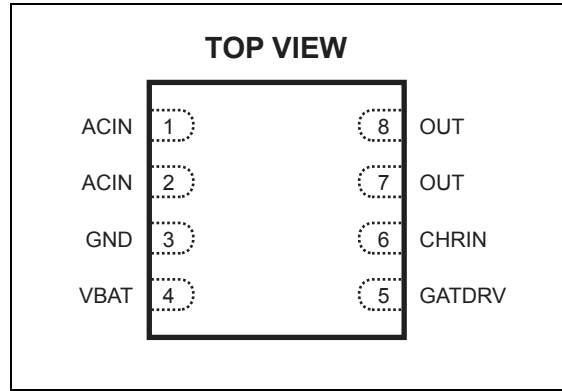 TOP VIEW
ACIN 1 8 OUT
ACIN 2 7 OUT
GND 3 6 CHRIN
VBAT 4 5 GATDRV